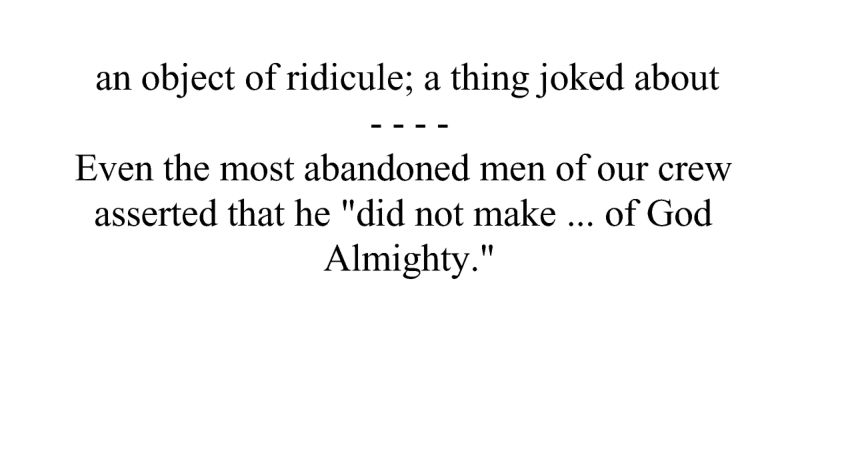 an object of ridicule; a thing joked about
- - - -
Even the most abandoned men of our crew
asserted that he "did not make ... of God
Almighty."